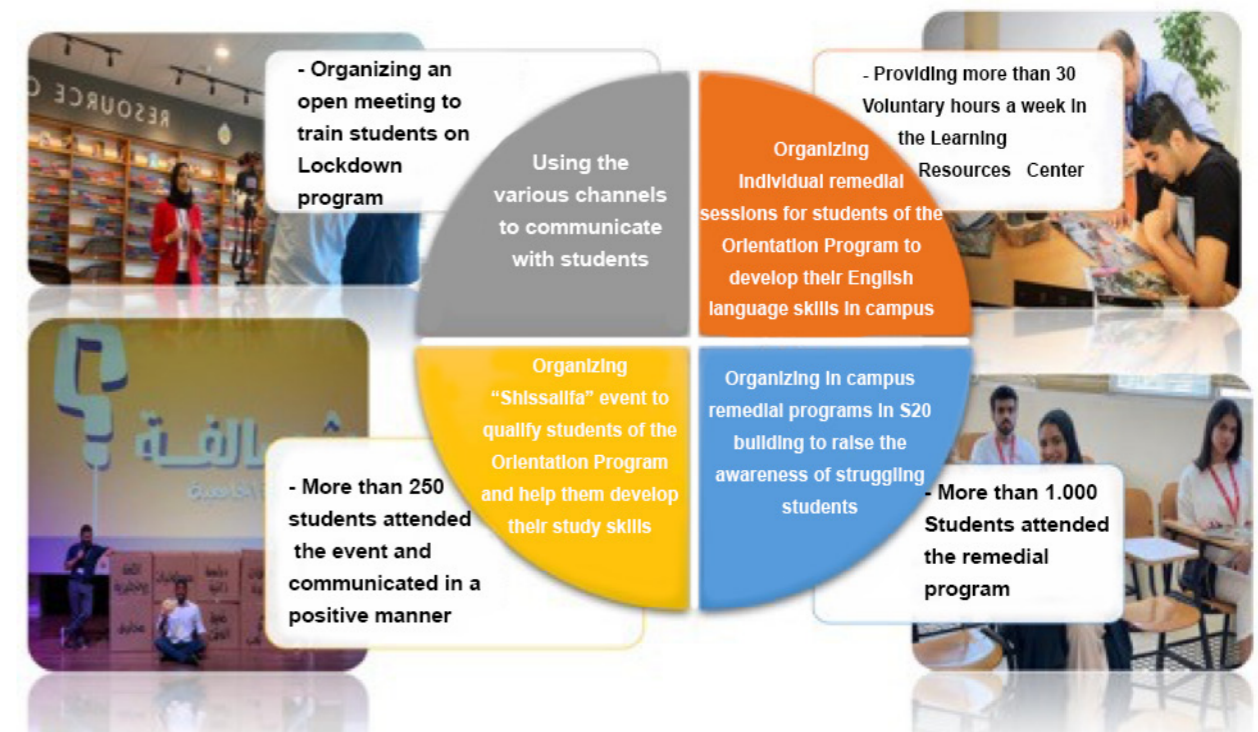 RESOURCE C
- Organizing an
open meeting to
train students on
Lockdown
program
Using the
various channels
to communicate
with students
Organizing
individual remedial
sessions for students of the
Orientation Program to
develop their English
language skills in campus
- Providing more than 30
Voluntary hours a week in
the Learning
Resources Center
- More than 250
students attended
the event and
communicated in a
positive manner
Organizing
“Shissalifa” event to
qualify students of the
Orientation Program
and help them develop
their study skills
Organizing in campus
remedial programs in S20
building to raise the
awareness of struggling
students
- More than 1.000
Students attended
the remedial
program